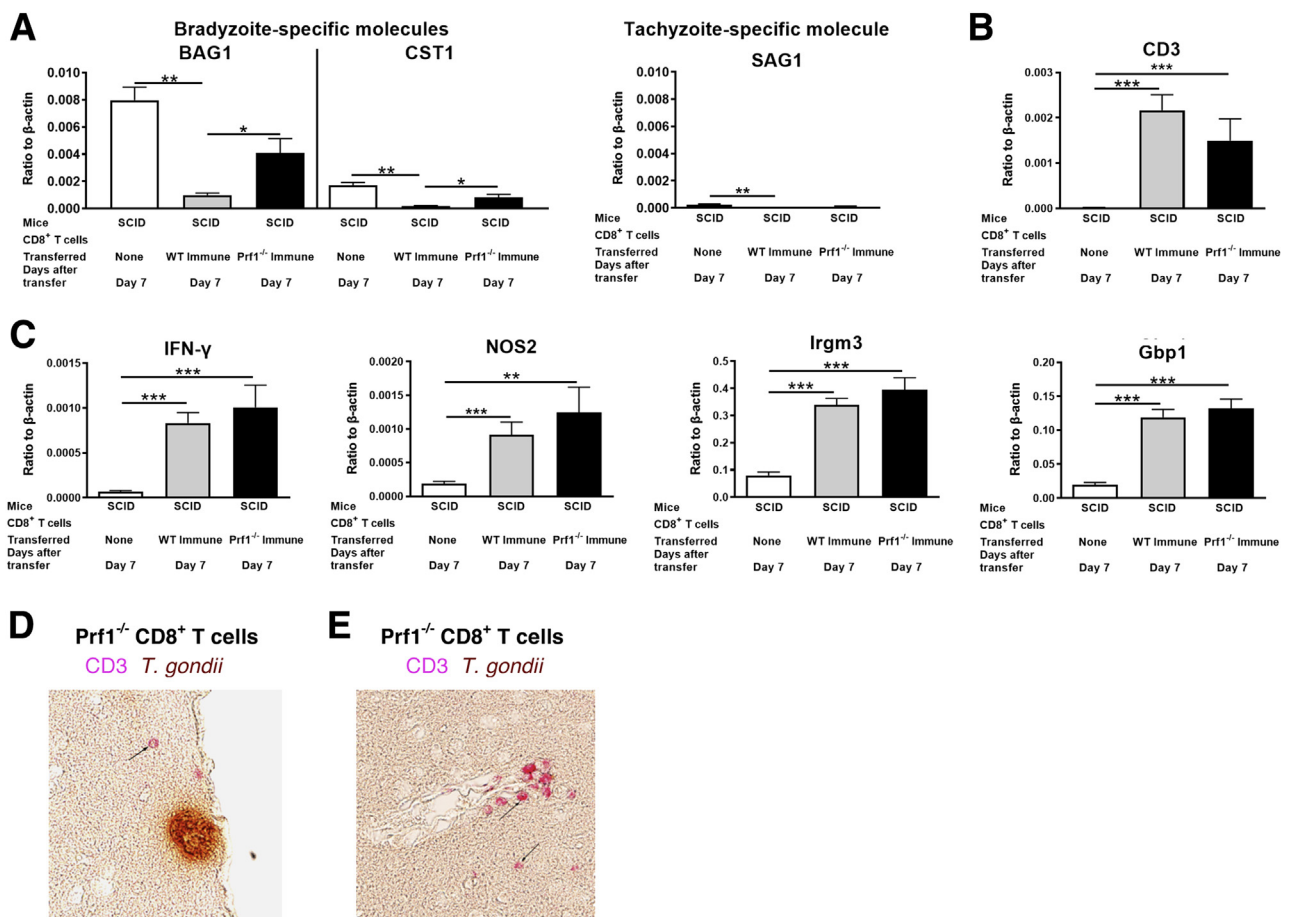 A
Bradyzoite-specific molecules
BAG1
CST1
Ratio to β-actin
0.010
0.008
0.006
0.004
0.002
0.000
**
*
**
*
Mice SCID SCID SCID SCID SCID SCID
CD8+ T cells
Transferred None WT Immune Prf1-/- Immune None WT Immune Prf1-/- Immune
Days after
transfer Day 7 Day 7 Day 7 Day 7 Day 7 Day 7
Tachyzoite-specific molecule
SAG1
Ratio to β-actin
0.010
0.008
0.006
0.004
0.002
0.000
**
Mice SCID SCID SCID
CD8+ T cells
Transferred None WT Immune Prf1-/- Immune
Days after
transfer Day 7 Day 7 Day 7
B
CD3
Ratio to β-actin
0.003
0.002
0.001
0.000
***
***
Mice SCID SCID SCID
CD8+ T cells
Transferred None WT Immune Prf1-/- Immune
Days after
transfer Day 7 Day 7 Day 7
C
IFN-γ
Ratio to β-actin
0.0015
0.0010
0.0005
0.0000
***
***
Mice SCID SCID SCID
CD8+ T cells
Transferred None WT Immune Prf1-/- Immune
Days after
transfer Day 7 Day 7 Day 7
NOS2
Ratio to β-actin
0.0020
0.0015
0.0010
0.0005
0.0000
**
***
Mice SCID SCID SCID
CD8+ T cells
Transferred None WT Immune Prf1-/- Immune
Days after
transfer Day 7 Day 7 Day 7
Irgm3
Ratio to β-actin
0.5
0.4
0.3
0.2
0.1
0.0
***
***
Mice SCID SCID SCID
CD8+ T cells
Transferred None WT Immune Prf1-/- Immune
Days after
transfer Day 7 Day 7 Day 7
Gbp1
Ratio to β-actin
0.20
0.15
0.10
0.05
0.00
***
***
Mice SCID SCID SCID
CD8+ T cells
Transferred None WT Immune Prf1-/- Immune
Days after
transfer Day 7 Day 7 Day 7
D
Prf1-/- CD8+ T cells
CD3 T. gondii
E
Prf1-/- CD8+ T cells
CD3 T. gondii